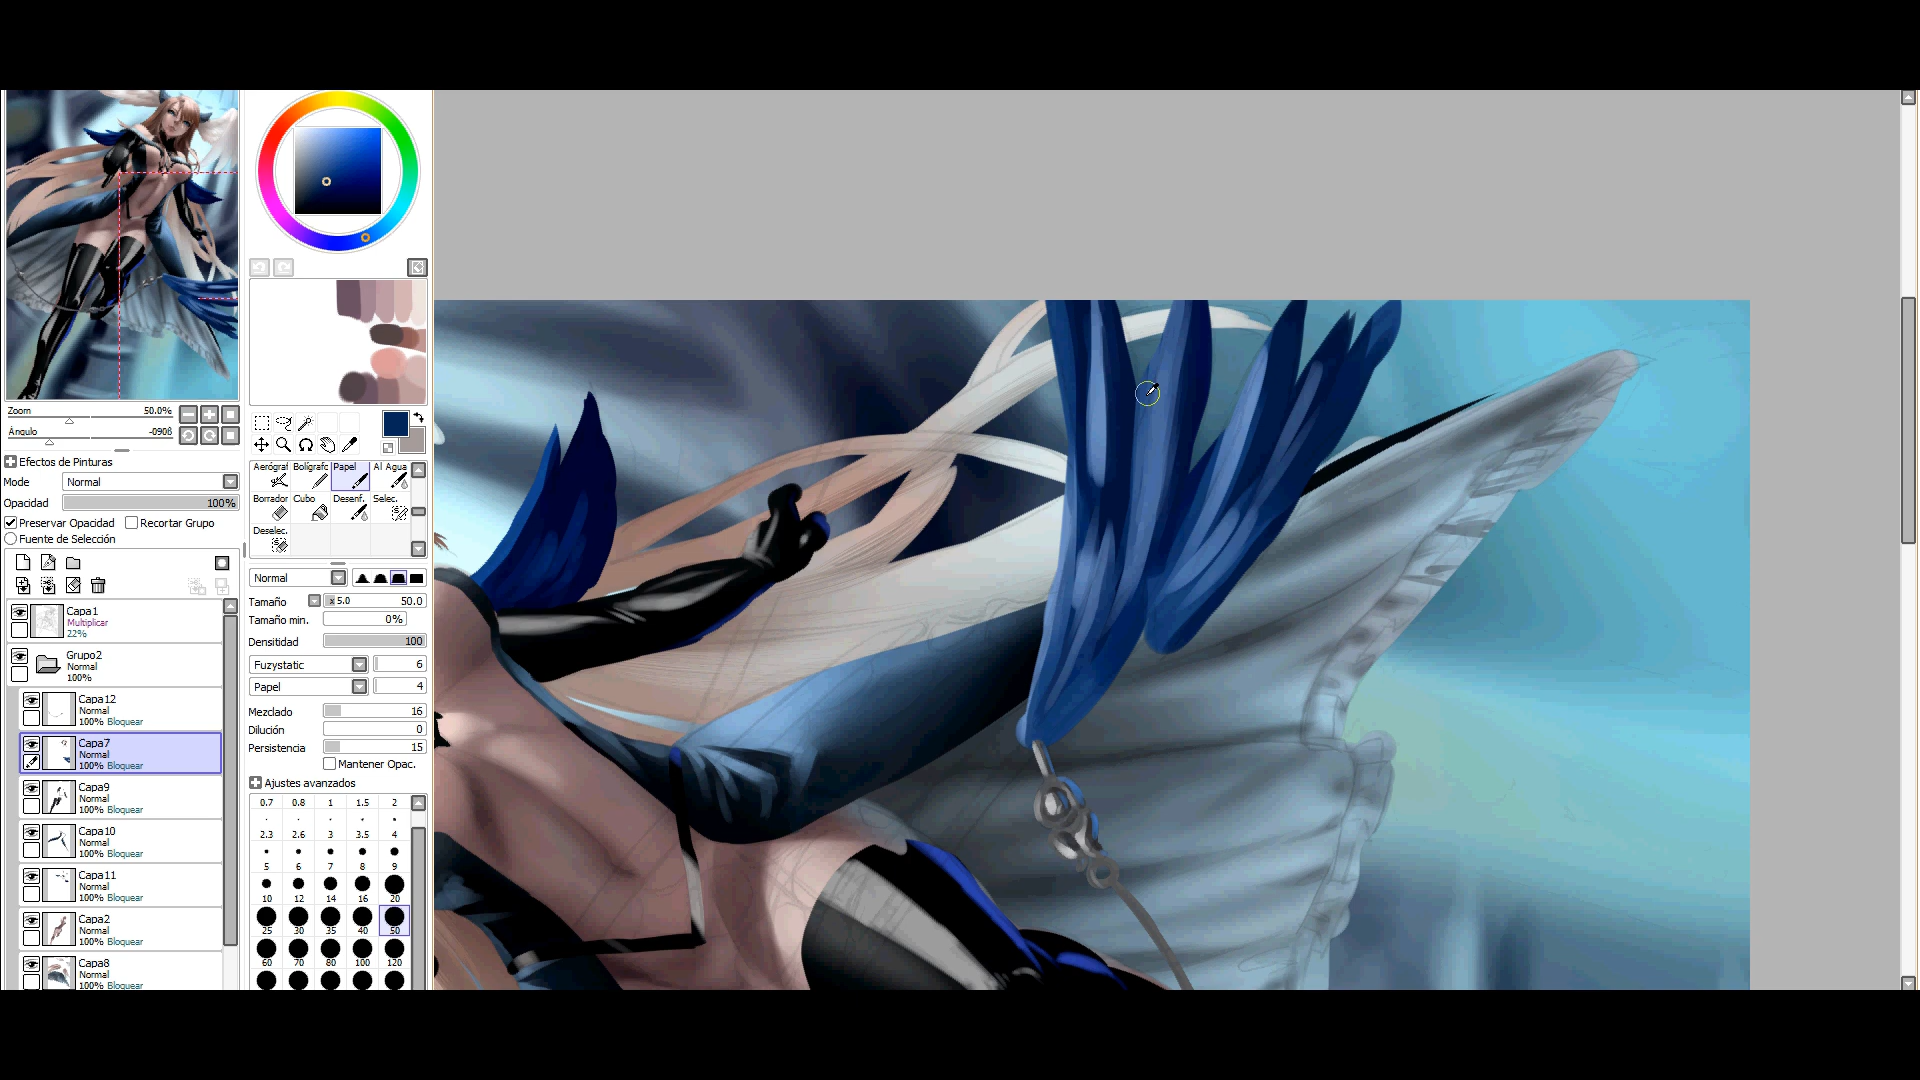 Zoom 50.0%
Ángulo -090ß
Efectos de Pinturas
Mode Normal
Opacidad 100%
Preservar Opacidad Recortar Grupo
Fuente de Selección
Capa1
Multiplicar
22%
Grupo2
Normal
100%
Capa12
Normal
100% Bloquear
Capa7
Normal
100% Bloquear
Capa9
Normal
100% Bloquear
Capa10
Normal
100% Bloquear
Capa11
Normal
100% Bloquear
Capa2
Normal
100% Bloquear
Capa8
Normal
100% Bloquear
Aerógraf Bolígrafc Papel Al Agua
Borrador Cubo Desenf. Selec.
Deselec.
Normal
Tamaño x 5.0 50.0
Tamaño min. 0%
Densitidad 100
Fuzystatic 6
Papel 4
Mezclado 16
Dilución 0
Persistencia 15
Mantener Opac.
Ajustes avanzados
0.7 0.8 1 1.5 2
2.3 2.6 3 3.5 4
5 6 7 8 9
10 12 14 16 20
25 30 35 40 50
60 70 80 100 120